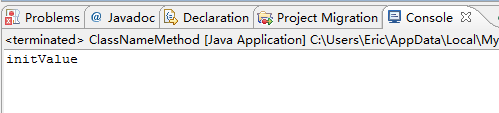 Problems @ Javadoc Declaration Project Migration Console
<terminated> ClassNameMethod [Java Application] C:\Users\Eric\AppData\Local\My
initValue